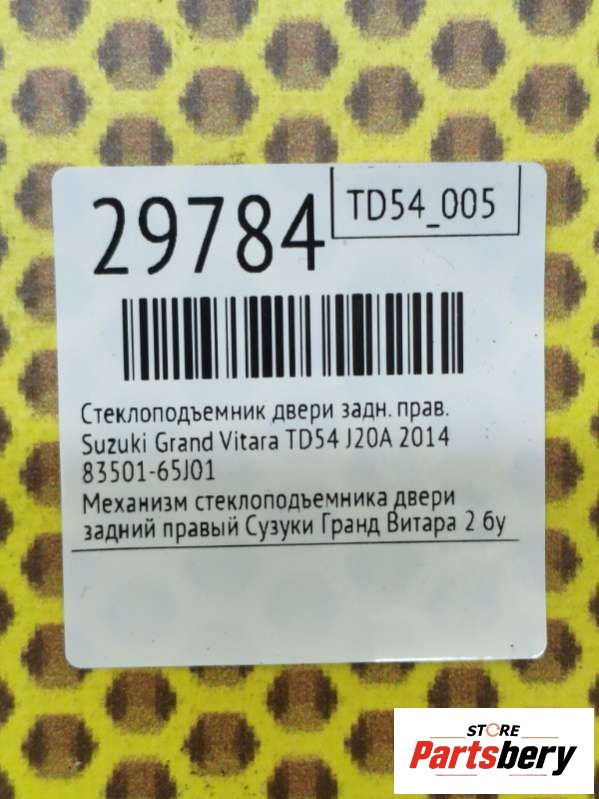 29784
TD54_005
Стеклоподъемник двери задн. прав.
Suzuki Grand Vitara TD54 J20A 2014
83501-65J01
Механизм стеклоподъемника двери
задний правый Сузуки Гранд Витара 2 бу
STORE
Partsbery